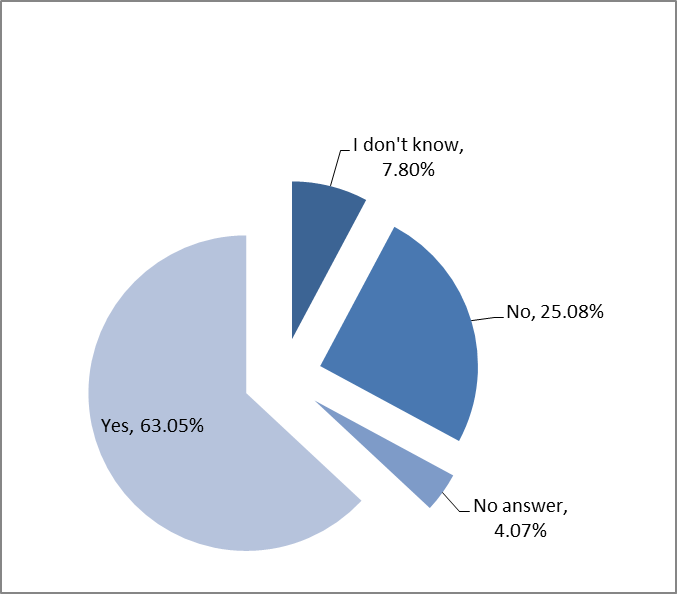 I don't know,
7.80%
No, 25.08%
Yes, 63.05%
No answer,
4.07%